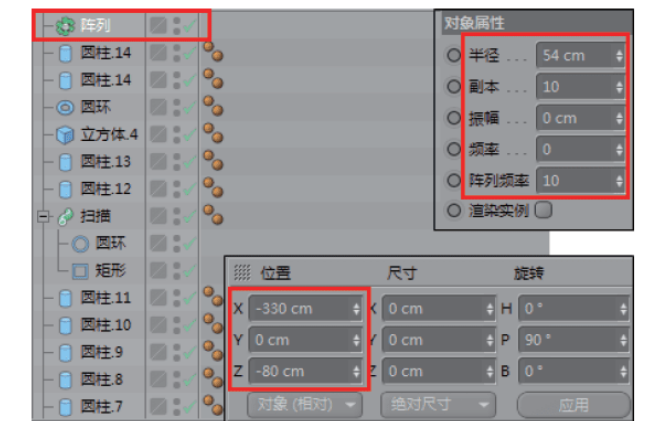 阵列
圆柱.14
圆柱.14
圆环
立方体.4
圆柱.13
圆柱.12
扫描
圆环
矩形
圆柱.11
圆柱.10
圆柱.9
圆柱.8
圆柱.7
对象属性
半径 . . . 54 cm
副本 . . . 10
振幅 . . . 0 cm
频率 . . . 0
阵列频率 10
渲染实例
位置 尺寸 旋转
X -330 cm X 0 cm H 0 °
Y 0 cm Y 0 cm P 90 °
Z -80 cm Z 0 cm B 0 °
对象 (相对) 绝对尺寸 应用